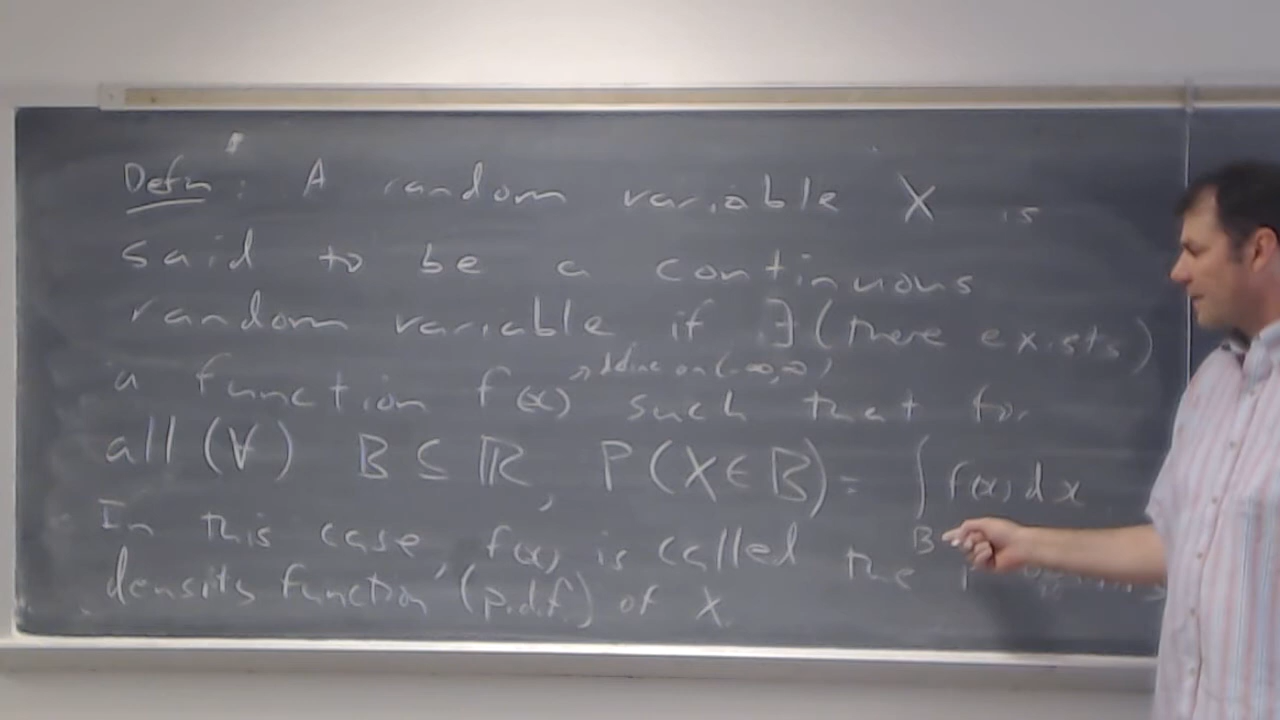 Defn: A random variable X is
said to be a continuous
random variable if ∃ (there exists)
→ define on (-∞,∞)
a function f(x) such that for
all (∀) B ⊆ ℝ, P(X ∈ B) = ∫_B f(x) dx
In this case, f(x) is called the
density function (p.d.f.) of X.